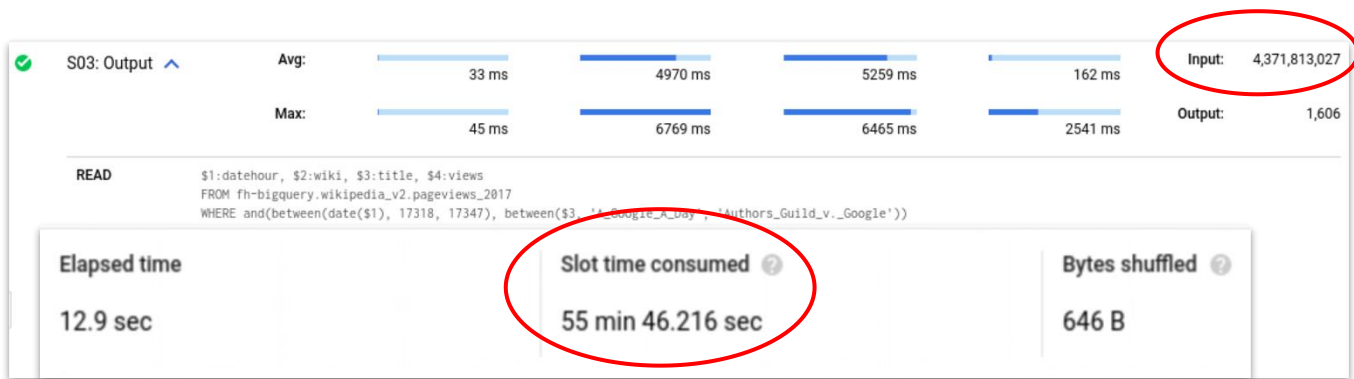 S03: Output Avg: 33 ms 4970 ms 5259 ms 162 ms Input: 4,371,813,027
Max: 45 ms 6769 ms 6465 ms 2541 ms Output: 1,606
READ $1:datehour, $2:wiki, $3:title, $4:views
FROM fh-bigquery.wikipedia_v2.pageviews_2017
WHERE and(between(date($1), 17318, 17347), between($3, 'A_Google_A_Day', 'Authors_Guild_v._Google'))
Elapsed time Slot time consumed ? Bytes shuffled ?
12.9 sec 55 min 46.216 sec 646 B